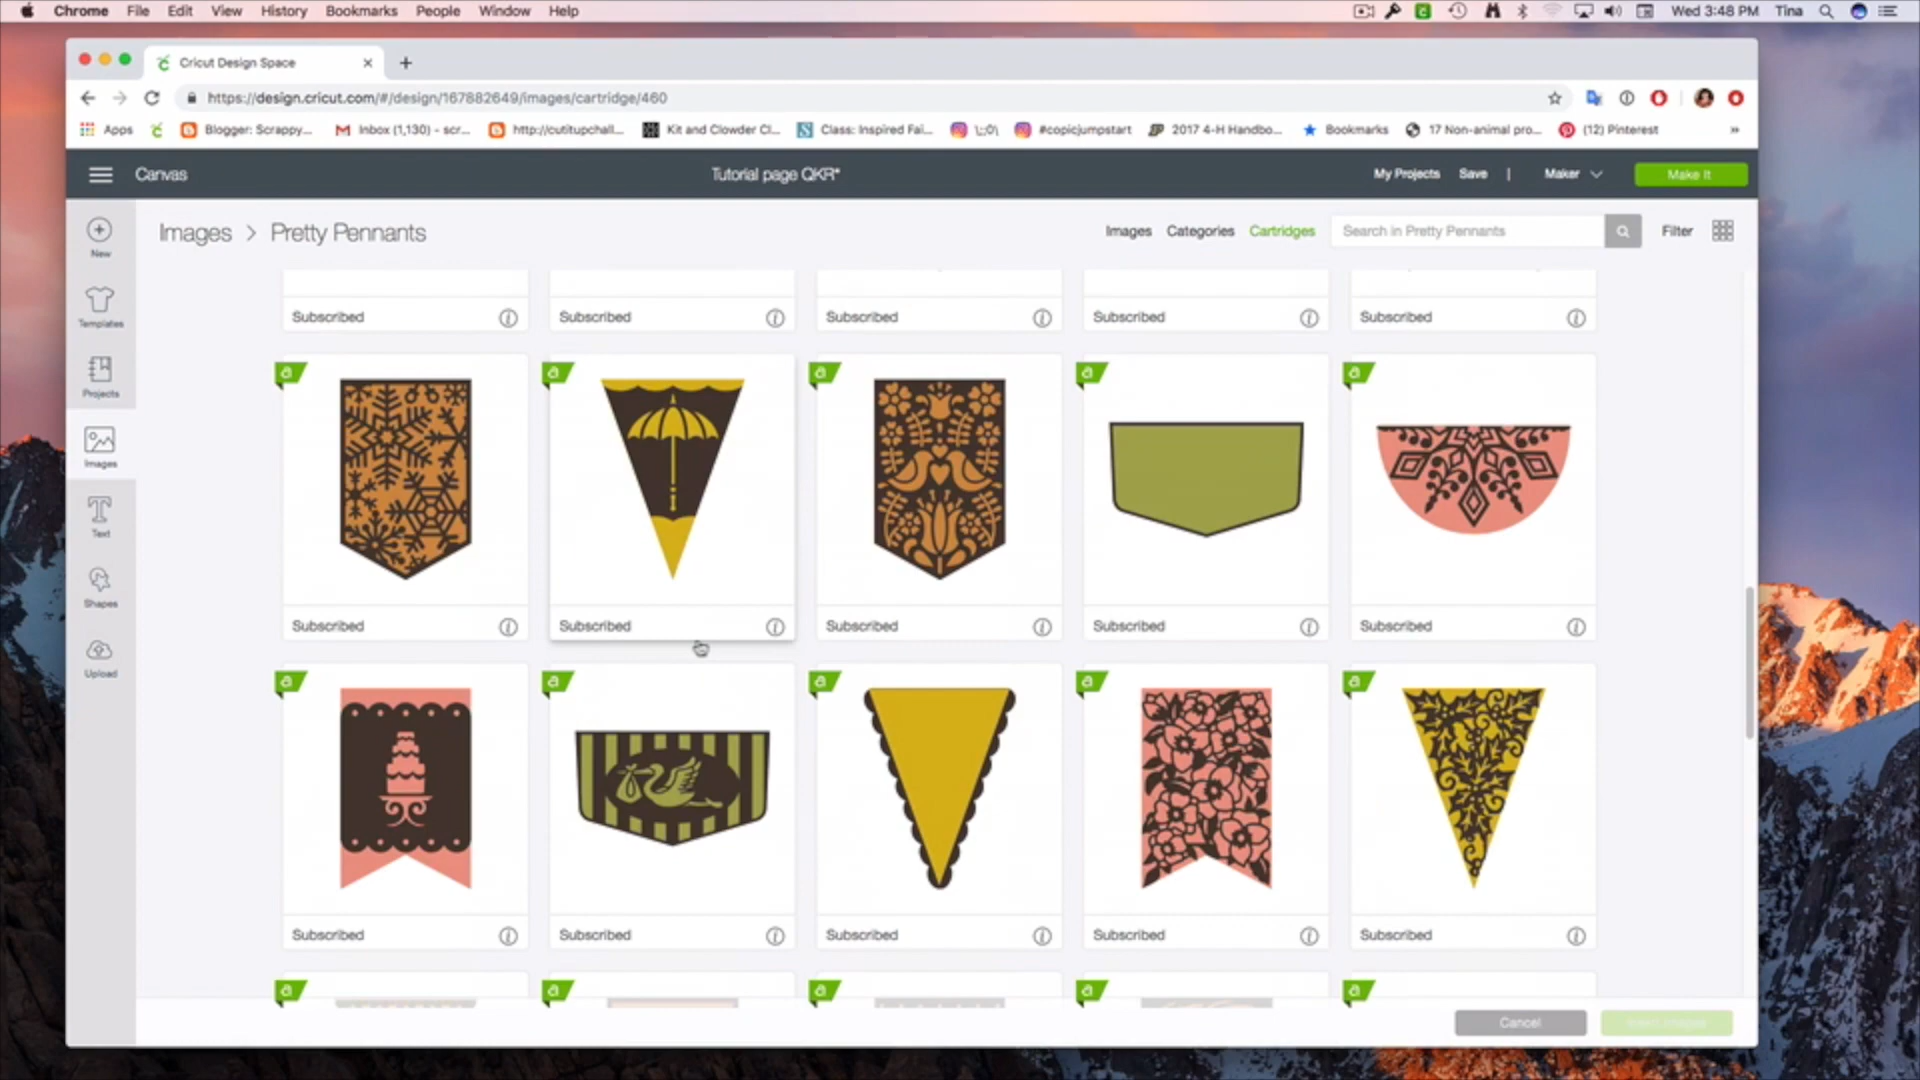 Chrome File Edit View History Bookmarks People Window Help
Wed 3:48 PM Tina
Cricut Design Space
https://design.cricut.com/#/design/167882649/images/cartridge/460
Apps Blogger: Scrappy... Inbox (1,130) - scr... http://cutitupchall... Kit and Clowder Cl... Class: Inspired Fai... #copicjumpstart 2017 4-H Handbo... Bookmarks 17 Non-animal pro... (12) Pinterest »
Canvas Tutorial page QKR* My Projects Save | Maker Make It
Images > Pretty Pennants Images Categories Cartridges Search in Pretty Pennants Filter
New
Templates
Projects
Images
Text
Shapes
Upload
Subscribed Subscribed Subscribed Subscribed Subscribed
Subscribed Subscribed Subscribed Subscribed Subscribed
Subscribed Subscribed Subscribed Subscribed Subscribed
Cancel